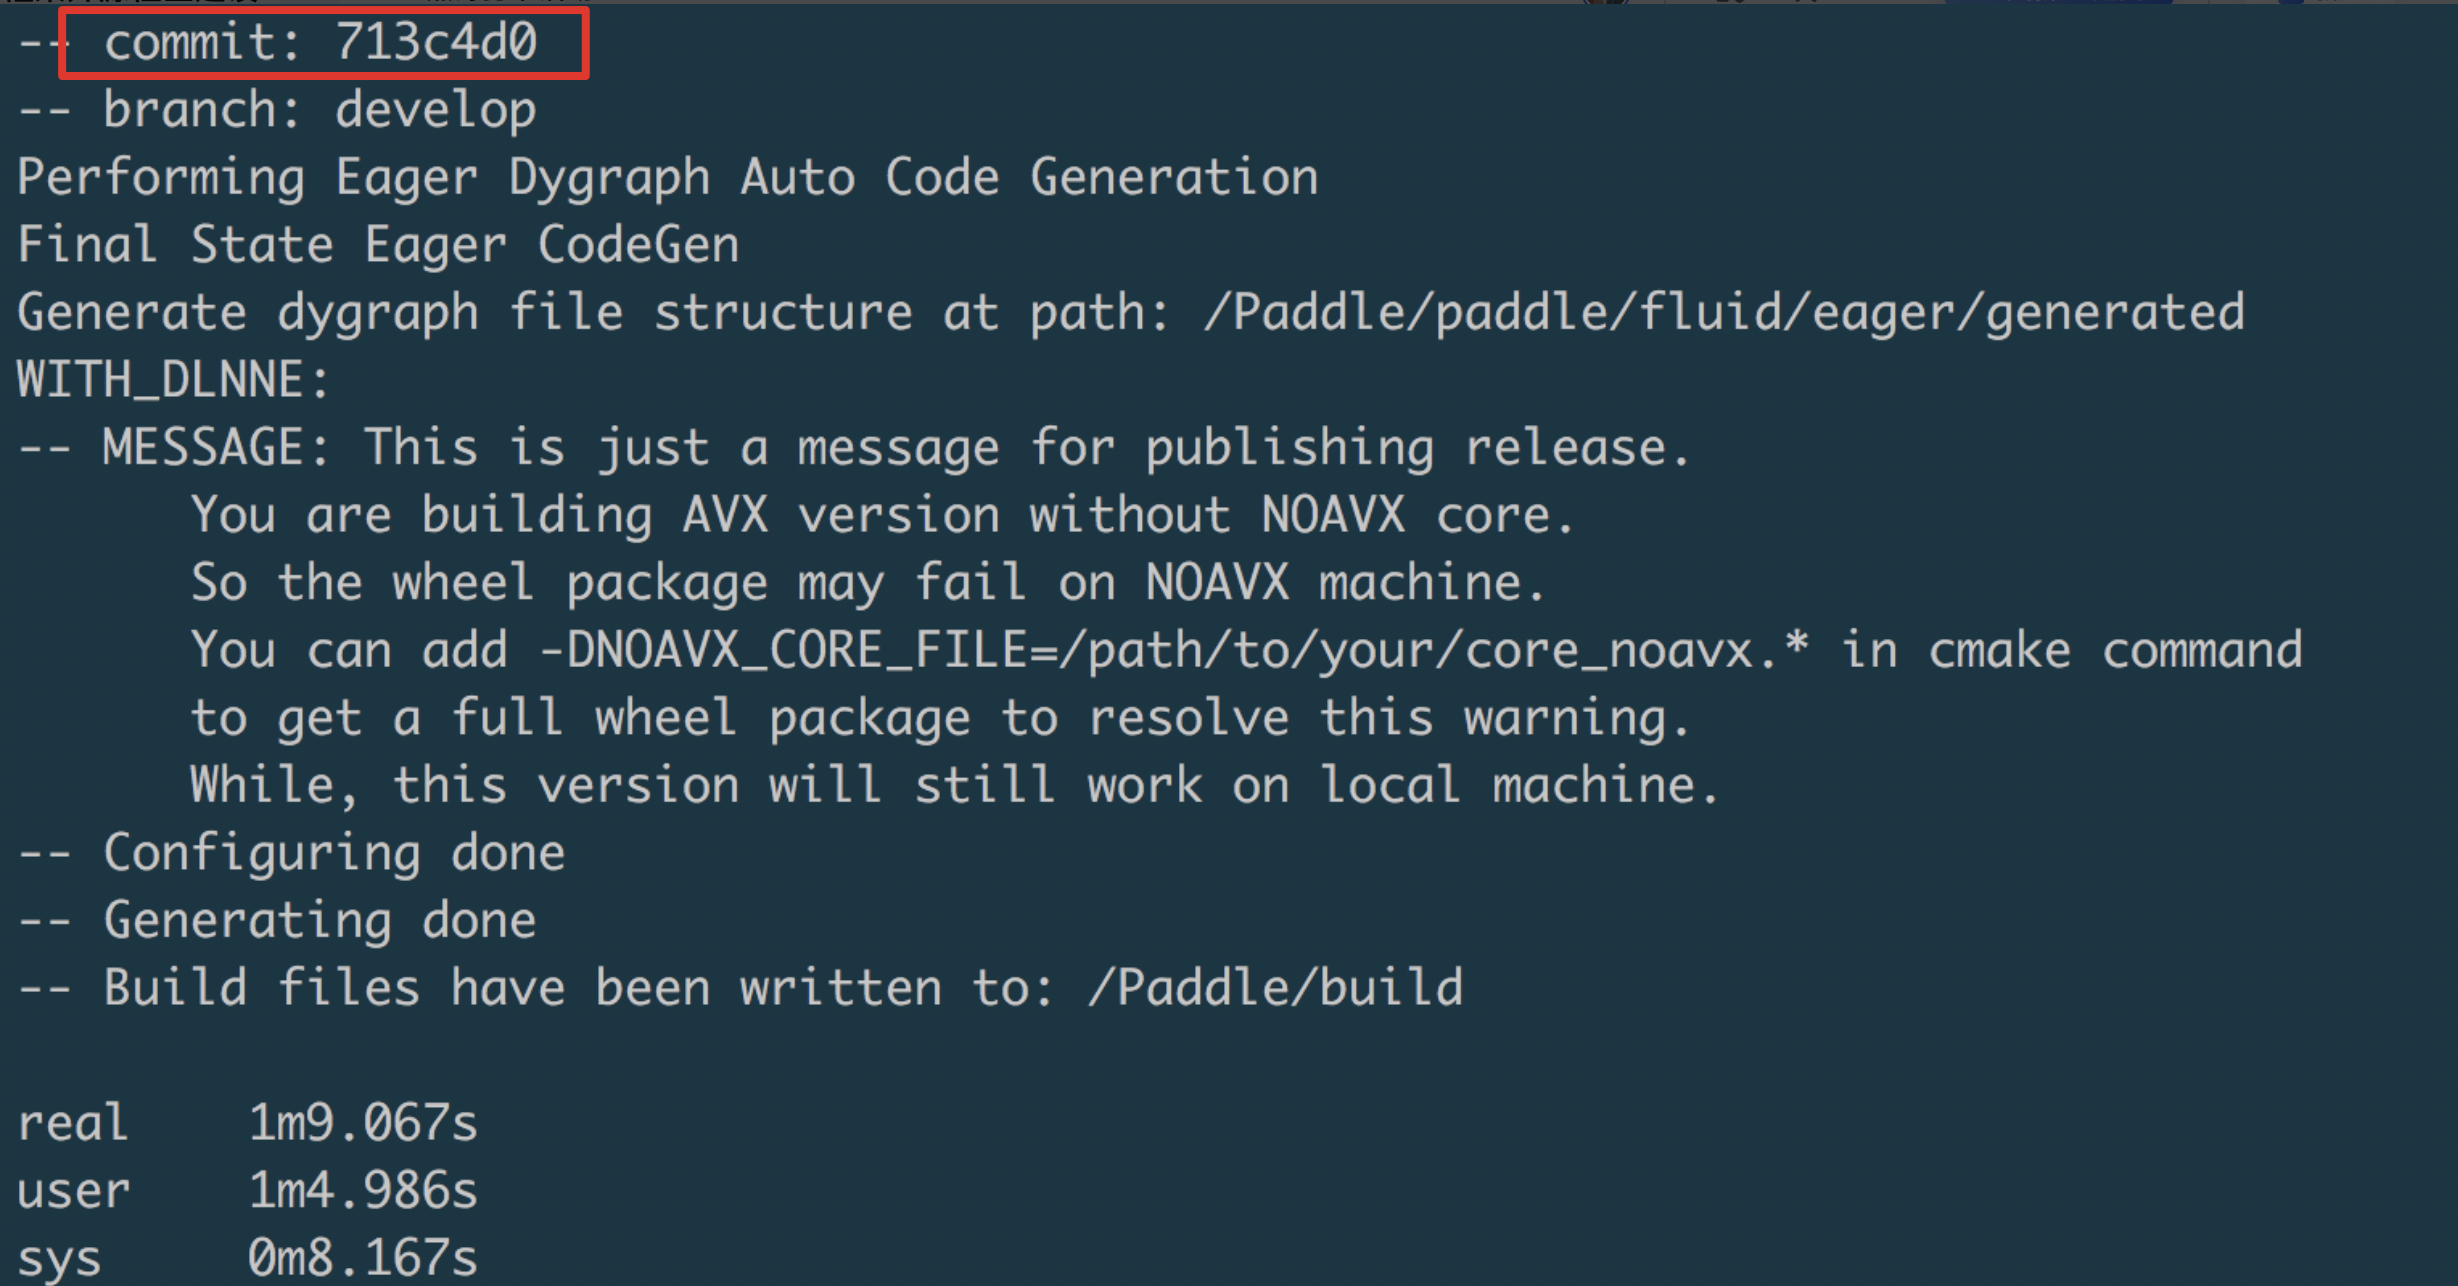 -- commit: 713c4d0
-- branch: develop
Performing Eager Dygraph Auto Code Generation
Final State Eager CodeGen
Generate dygraph file structure at path: /Paddle/paddle/fluid/eager/generated
WITH_DLNNE:
-- MESSAGE: This is just a message for publishing release.
You are building AVX version without NOAVX core.
So the wheel package may fail on NOAVX machine.
You can add -DNOAVX_CORE_FILE=/path/to/your/core_noavx.* in cmake command
to get a full wheel package to resolve this warning.
While, this version will still work on local machine.
-- Configuring done
-- Generating done
-- Build files have been written to: /Paddle/build
real 1m9.067s
user 1m4.986s
sys 0m8.167s